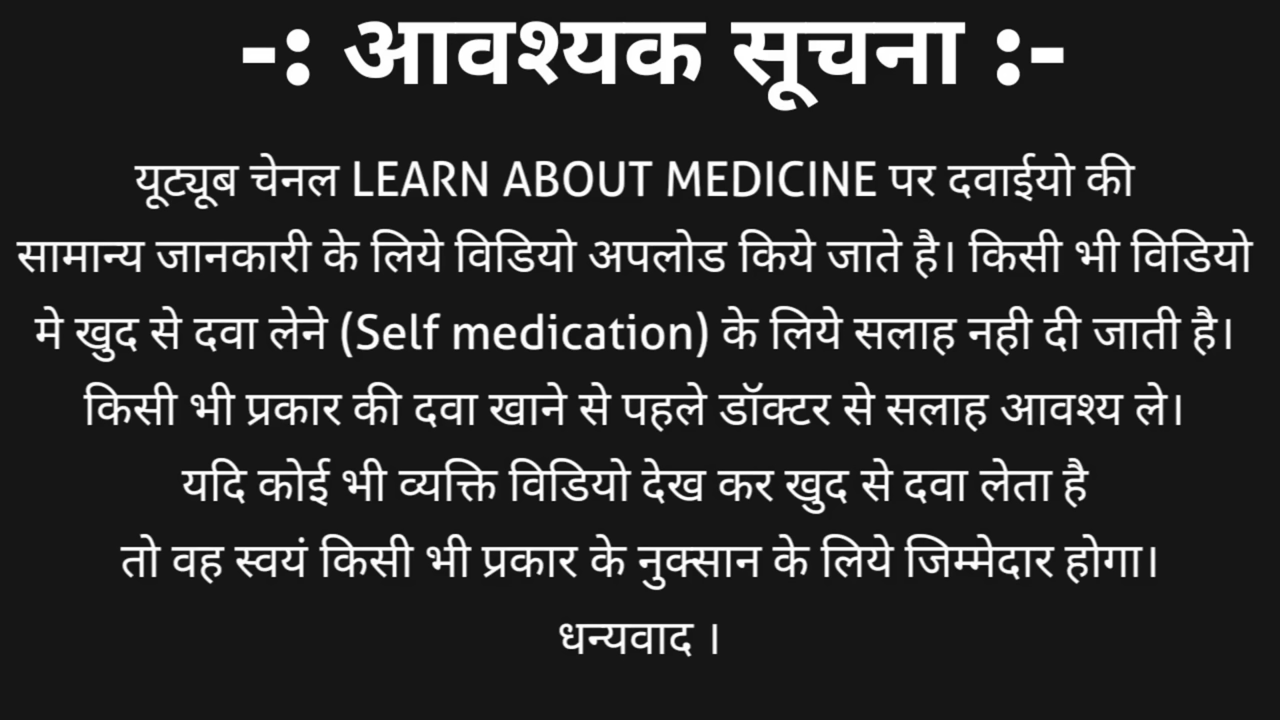 -: आवश्यक सूचना :-
यूट्यूब चेनल LEARN ABOUT MEDICINE पर दवाईयो की
सामान्य जानकारी के लिये विडियो अपलोड किये जाते है। किसी भी विडियो
मे खुद से दवा लेने (Self medication) के लिये सलाह नही दी जाती है।
किसी भी प्रकार की दवा खाने से पहले डॉक्टर से सलाह आवश्य ले।
यदि कोई भी व्यक्ति विडियो देख कर खुद से दवा लेता है
तो वह स्वयं किसी भी प्रकार के नुक्सान के लिये जिम्मेदार होगा।
धन्यवाद ।